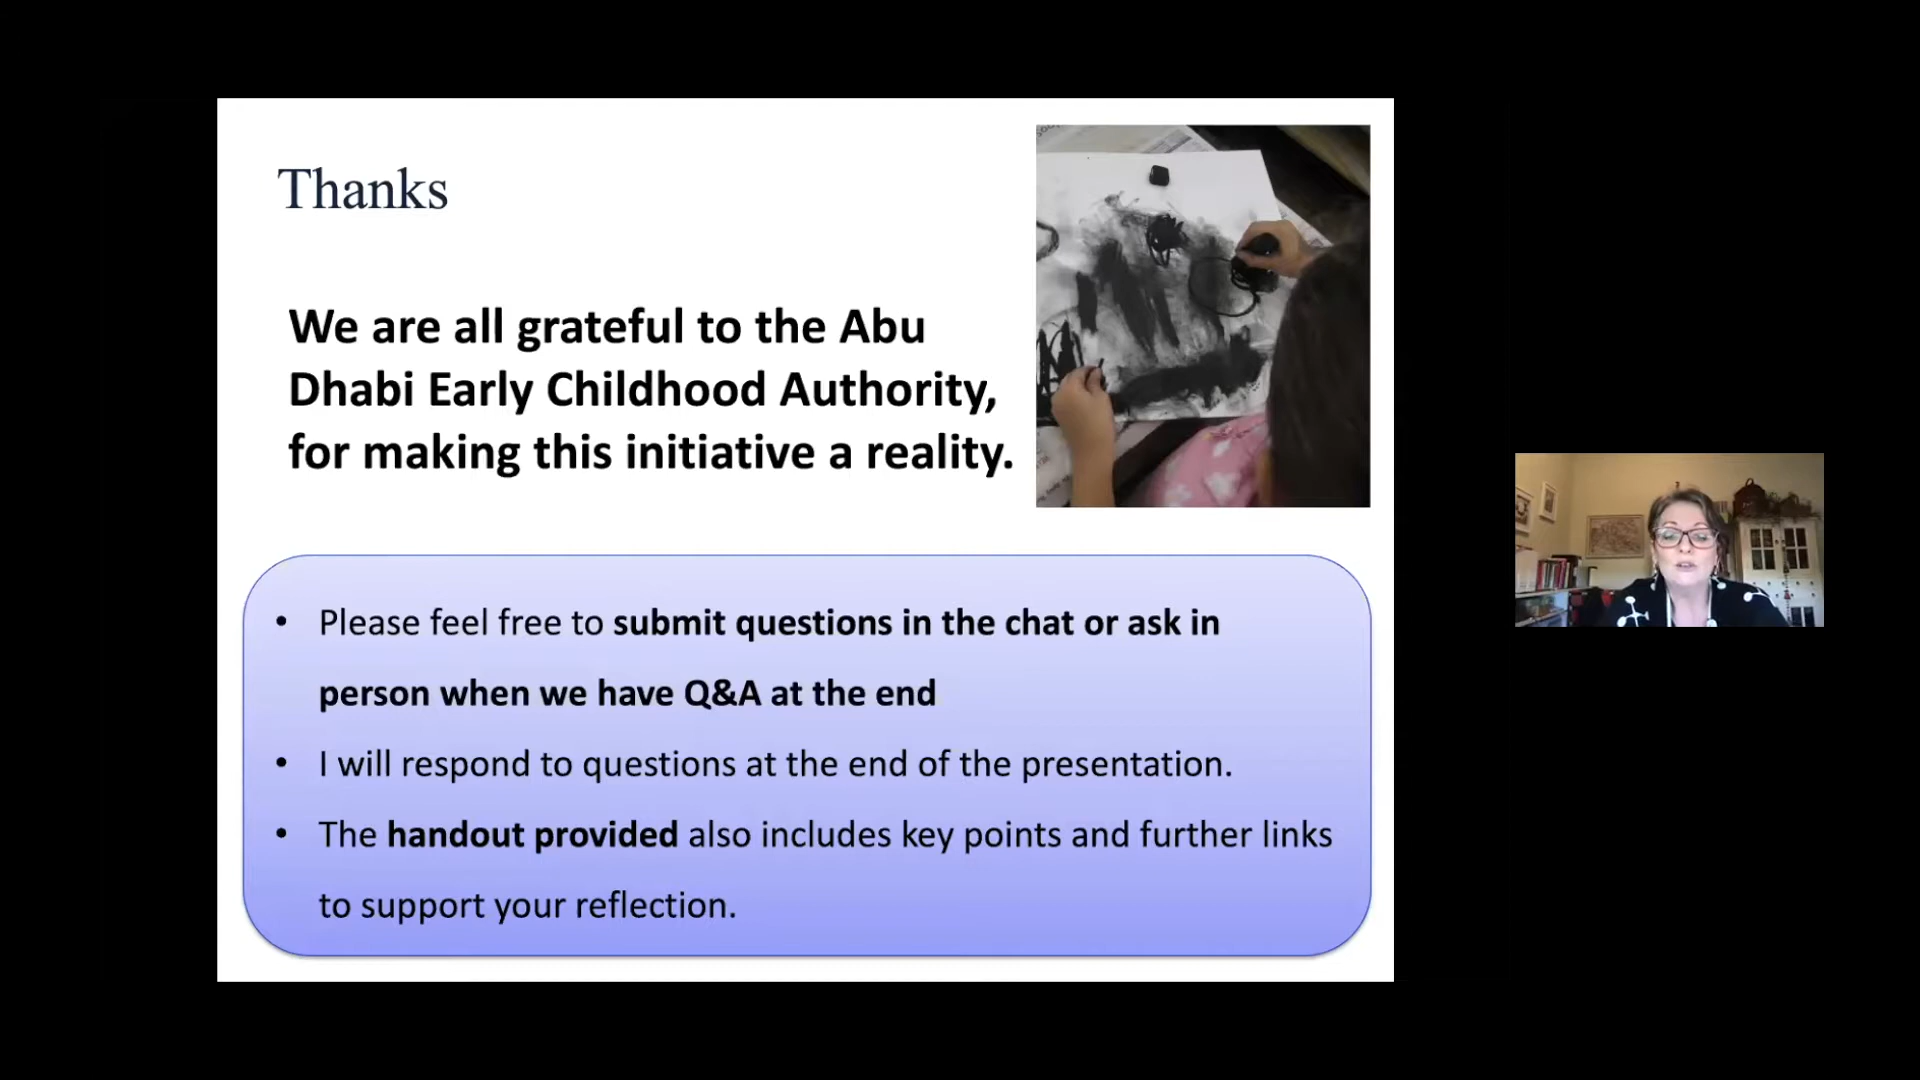 Thanks
We are all grateful to the Abu
Dhabi Early Childhood Authority,
for making this initiative a reality.
• Please feel free to submit questions in the chat or ask in
person when we have Q&A at the end
• I will respond to questions at the end of the presentation.
• The handout provided also includes key points and further links
to support your reflection.